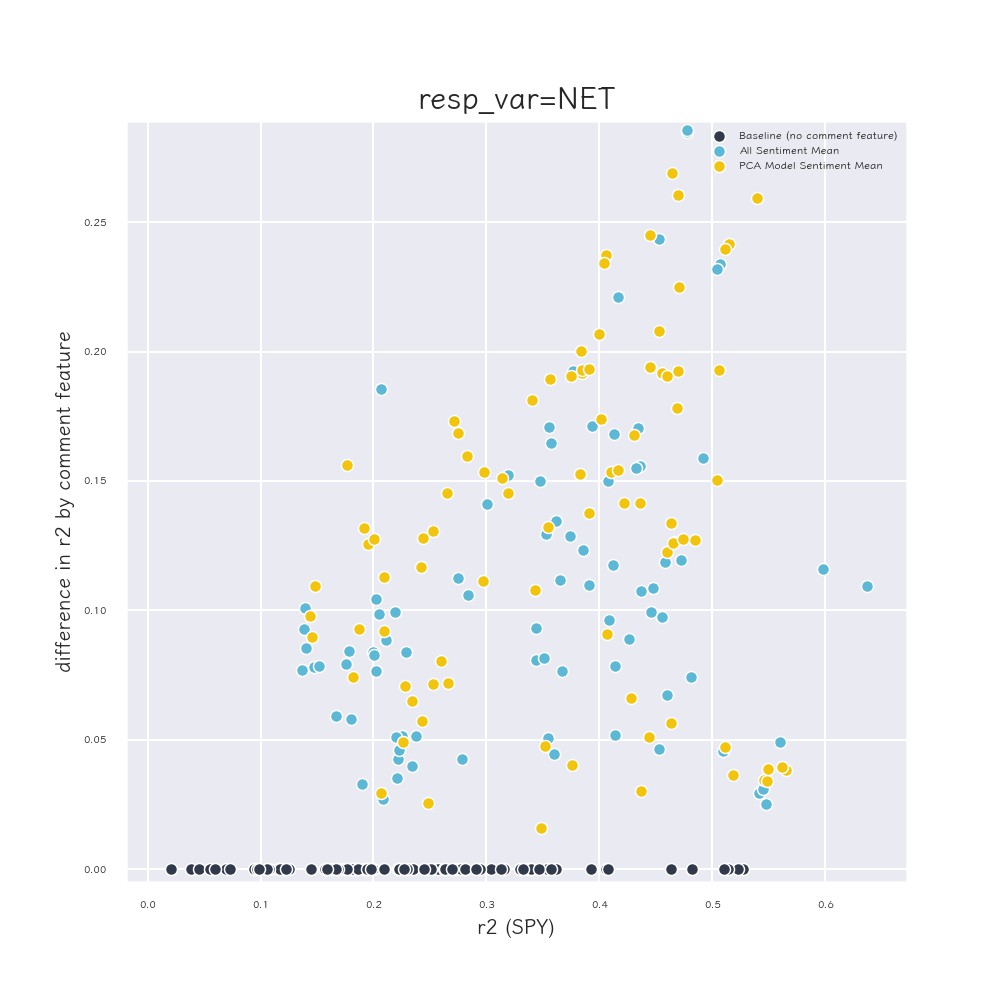 resp_var=NET
Baseline (no comment feature)
All Sentiment Mean
PCA Model Sentiment Mean
difference in r2 by comment feature
0.25
0.20
0.15
0.10
0.05
0.00
0.0 0.1 0.2 0.3 0.4 0.5 0.6
r2 (SPY)